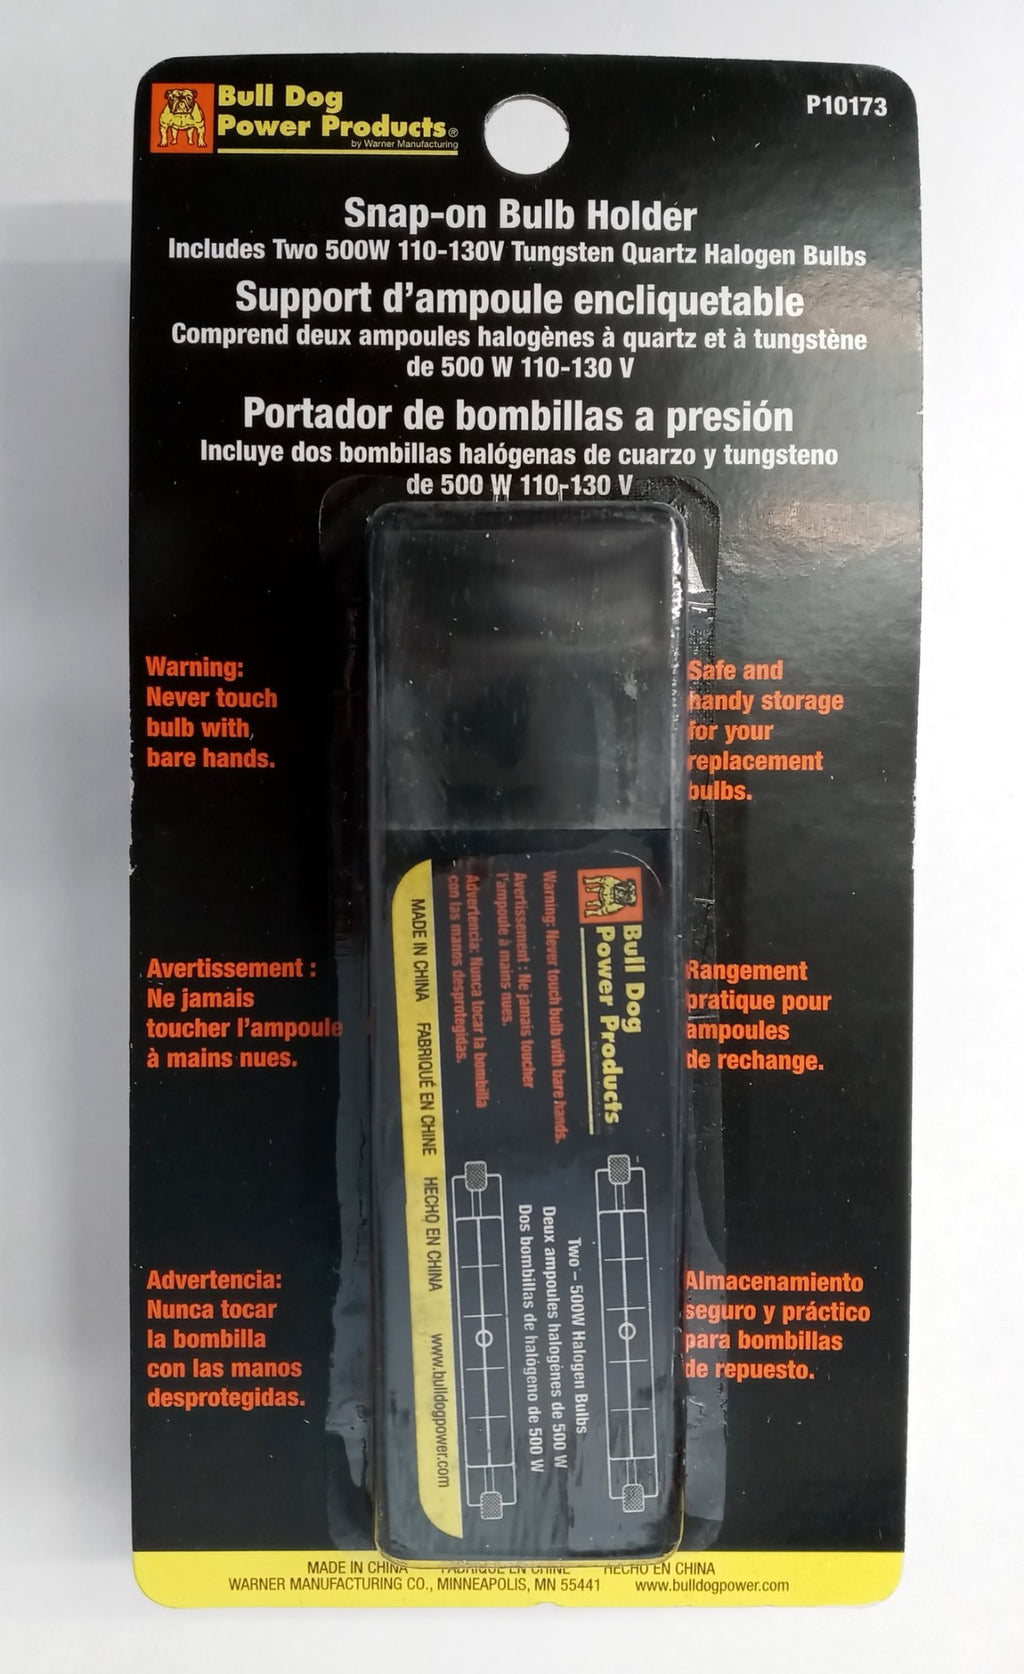 Bull Dog
Power Products®
by Warner Manufacturing
P10173
Snap-on Bulb Holder
Includes Two 500W 110-130V Tungsten Quartz Halogen Bulbs
Support d'ampoule encliquetable
Comprend deux ampoules halogènes à quartz et à tungstène
de 500 W 110-130 V
Portador de bombillas a presión
Incluye dos bombillas halógenas de cuarzo y tungsteno
de 500 W 110-130 V
Warning:
Never touch
bulb with
bare hands.
Safe and
handy storage
for your
replacement
bulbs.
Avertissement :
Ne jamais
toucher l'ampoule
à mains nues.
Rangement
pratique pour
ampoules
de rechange.
Advertencia:
Nunca tocar
la bombilla
con las manos
desprotegidas.
Almacenamiento
seguro y práctico
para bombillas
de repuesto.
Bull Dog
Power Products
Warning: Never touch bulb with bare hands.
Avertissement : Ne jamais toucher
l'ampoule à mains nues.
Advertencia: Nunca tocar la bombilla
con las manos desprotegidas.
Two – 500W Halogen Bulbs
Deux ampoules halogènes de 500 W
Dos bombillas de halógeno de 500 W
MADE IN CHINA FABRIQUÉ EN CHINE HECHO EN CHINA www.bulldogpower.com
MADE IN CHINA FABRIQUÉ EN CHINE HECHO EN CHINA
WARNER MANUFACTURING CO., MINNEAPOLIS, MN 55441 www.bulldogpower.com